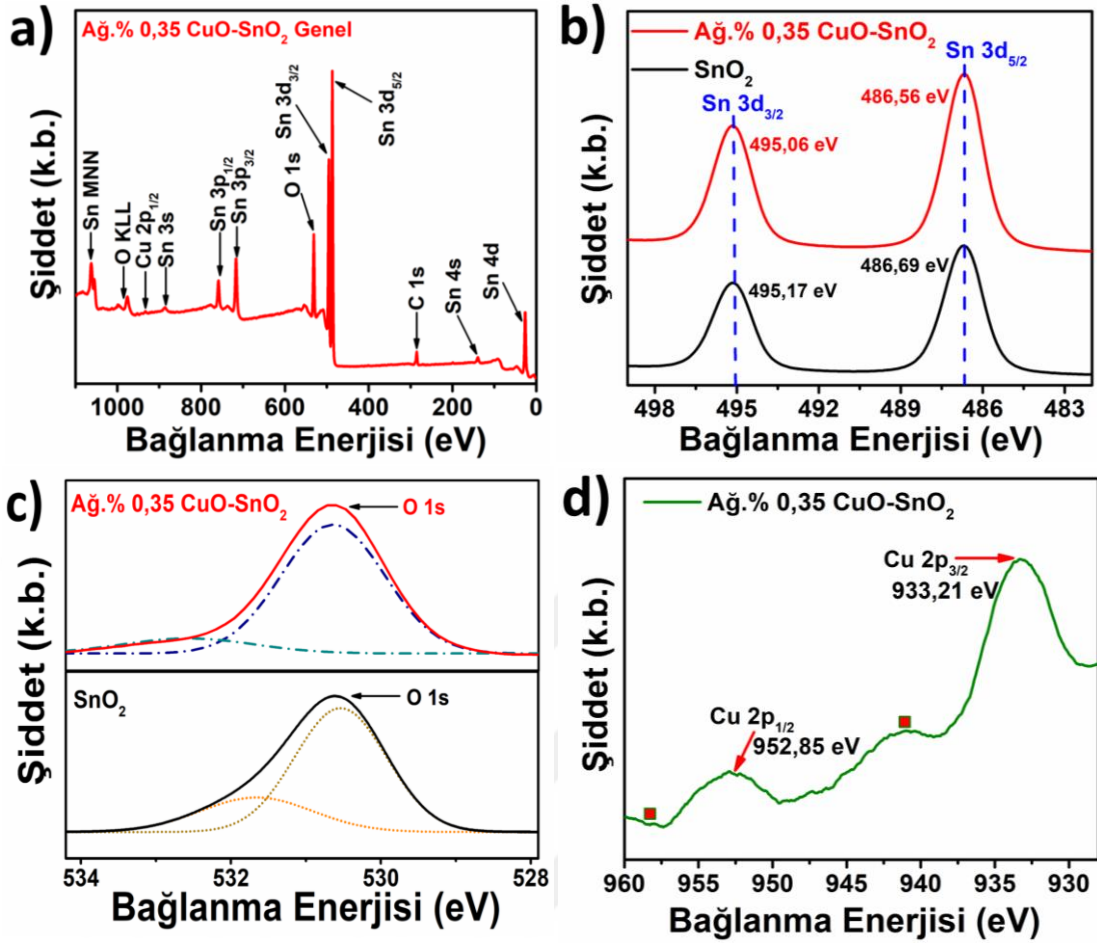 a)
Ağ.% 0,35 CuO-SnO₂ Genel
Sn MNN
O KLL
Cu 2p₁/₂
Sn 3s
Sn 3p₁/₂
Sn 3p₃/₂
O 1s
Sn 3d₃/₂
Sn 3d₅/₂
C 1s
Sn 4s
Sn 4d
Şiddet (k.b.)
1000 800 600 400 200 0
Bağlanma Enerjisi (eV)
b)
Ağ.% 0,35 CuO-SnO₂
SnO₂
Sn 3d₅/₂
Sn 3d₃/₂
486,56 eV
495,06 eV
486,69 eV
495,17 eV
Şiddet (k.b.)
498 495 492 489 486 483
Bağlanma Enerjisi (eV)
c)
Ağ.% 0,35 CuO-SnO₂
O 1s
SnO₂
O 1s
Şiddet (k.b.)
534 532 530 528
Bağlanma Enerjisi (eV)
d)
Ağ.% 0,35 CuO-SnO₂
Cu 2p₃/₂
933,21 eV
Cu 2p₁/₂
952,85 eV
Şiddet (k.b.)
960 955 950 945 940 935 930
Bağlanma Enerjisi (eV)